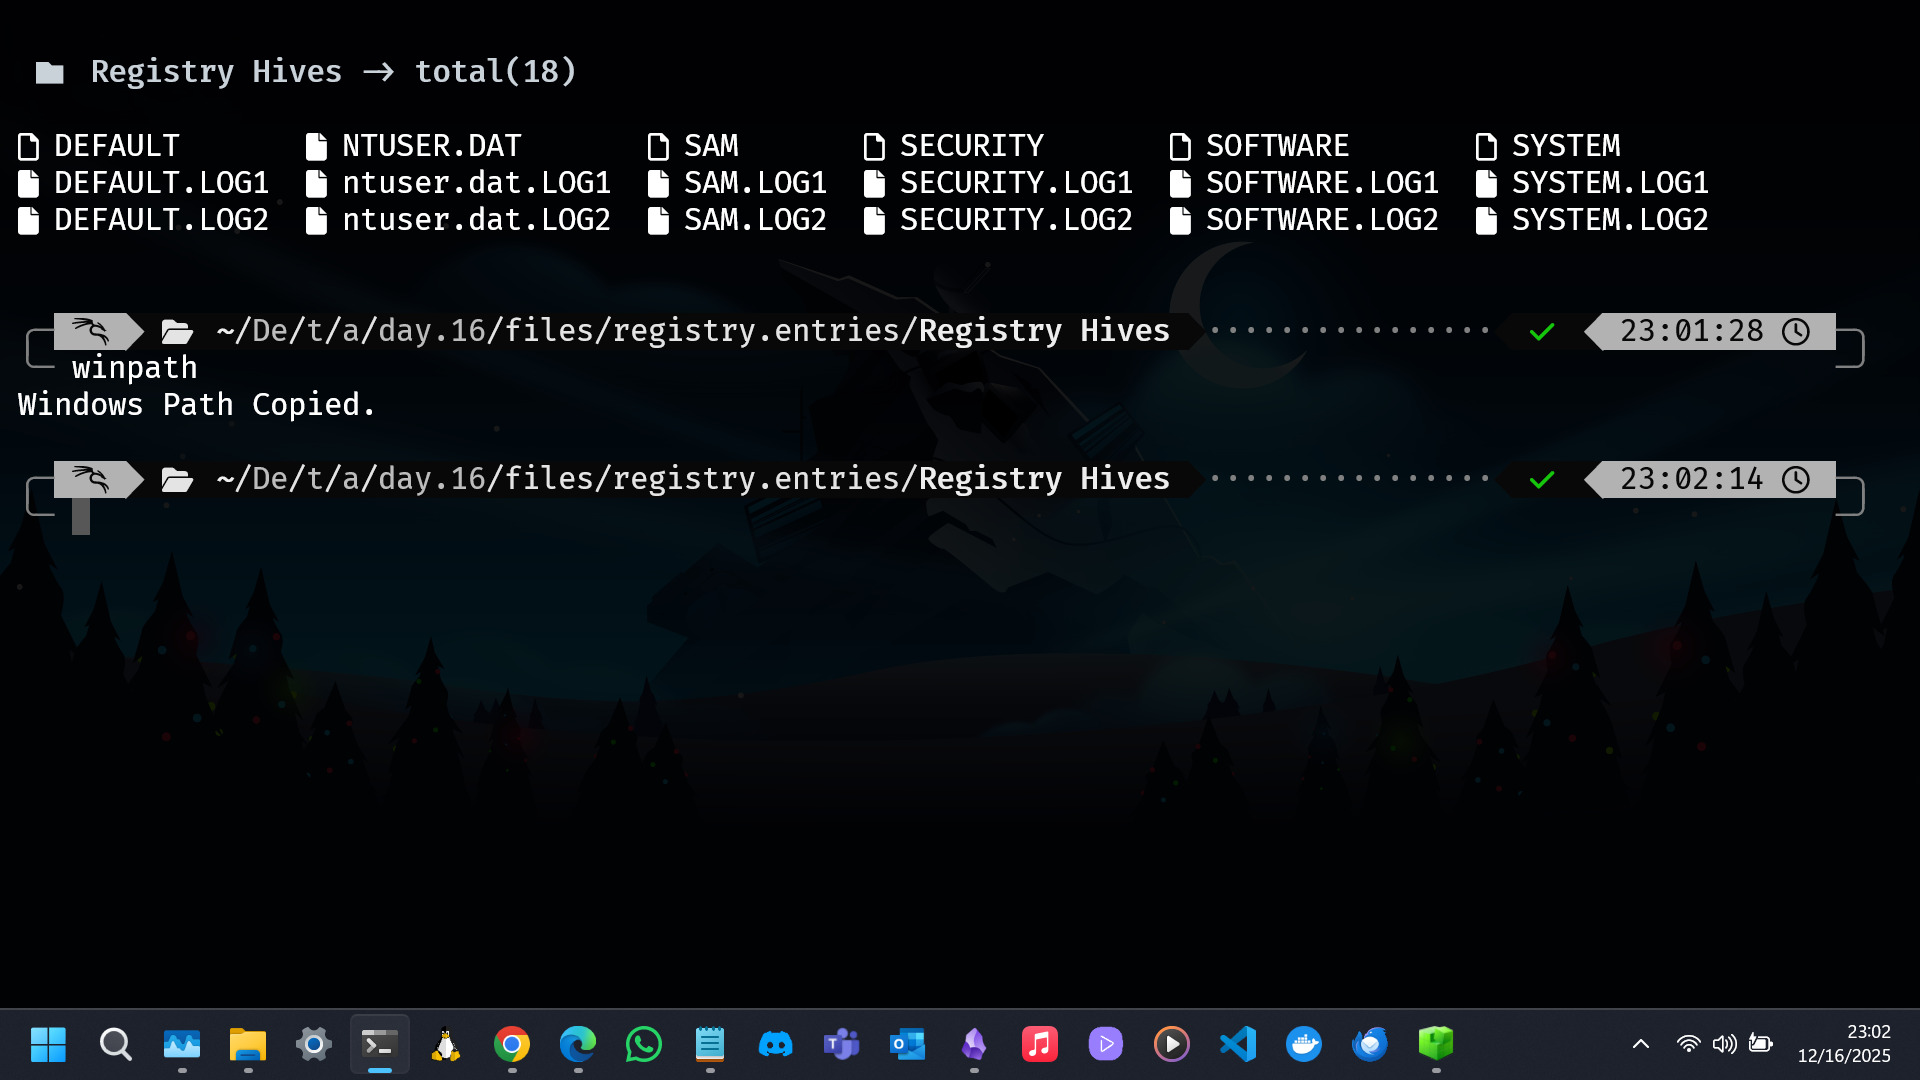 Registry Hives → total(18)
DEFAULT NTUSER.DAT SAM SECURITY SOFTWARE SYSTEM
DEFAULT.LOG1 ntuser.dat.LOG1 SAM.LOG1 SECURITY.LOG1 SOFTWARE.LOG1 SYSTEM.LOG1
DEFAULT.LOG2 ntuser.dat.LOG2 SAM.LOG2 SECURITY.LOG2 SOFTWARE.LOG2 SYSTEM.LOG2
~/De/t/a/day.16/files/registry.entries/Registry Hives 23:01:28
winpath
Windows Path Copied.
~/De/t/a/day.16/files/registry.entries/Registry Hives 23:02:14
23:02
12/16/2025